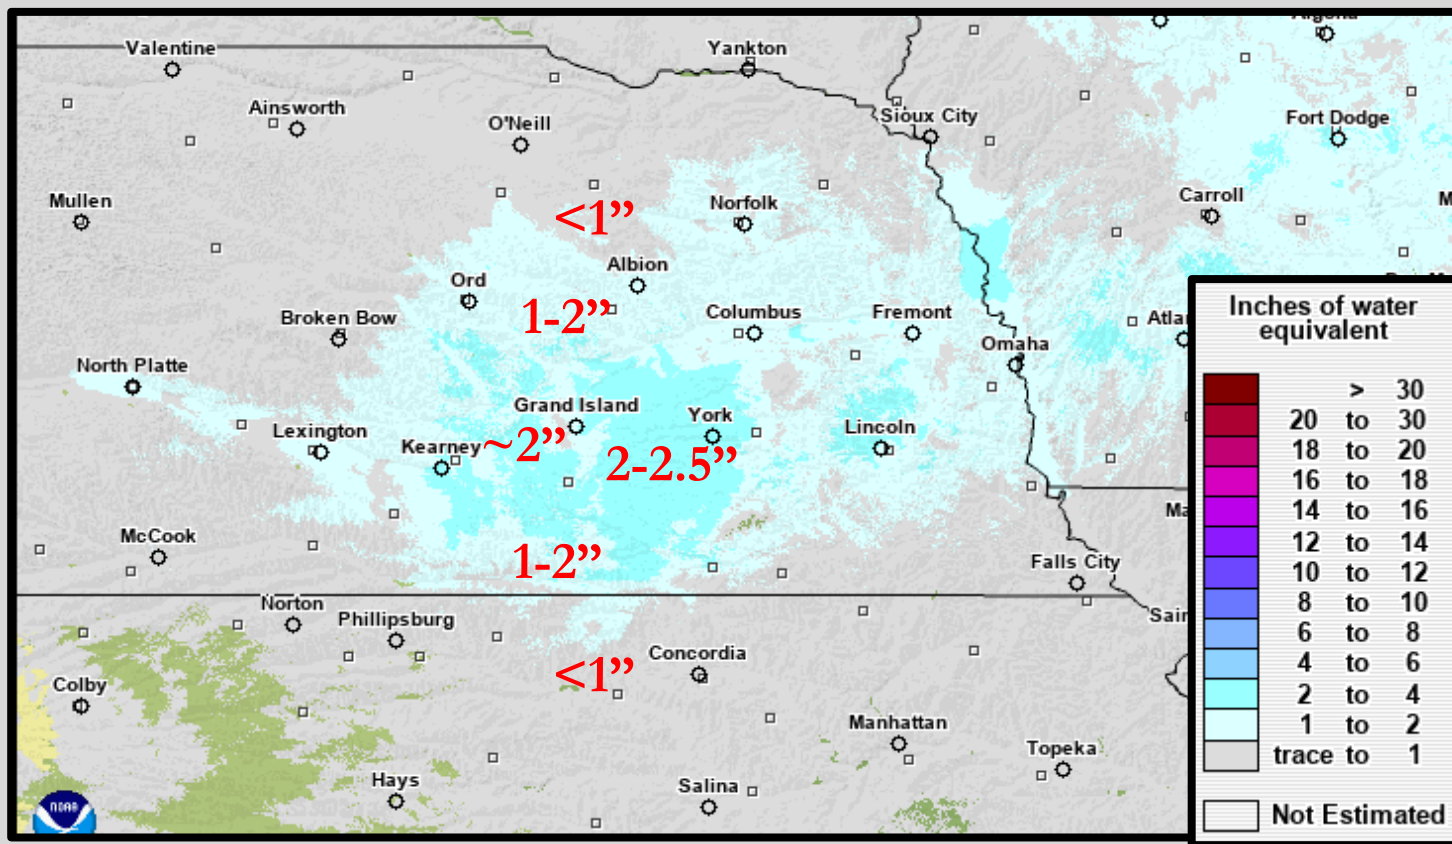 Algona
Valentine
Yankton
Ainsworth
O'Neill
Sioux City
Fort Dodge
Mullen
Norfolk
Carroll
<1”
M
Albion
Ord
1-2”
Broken Bow
Columbus
Fremont
Atlan
Omaha
North Platte
Grand Island
York
Lincoln
Lexington
Kearney
~2”
2-2.5”
Ma
McCook
1-2”
Falls City
Norton
Phillipsburg
Sain
<1”
Concordia
Colby
Manhattan
Topeka
Hays
Salina
NOAA
Inches of water
equivalent
> 30
20 to 30
18 to 20
16 to 18
14 to 16
12 to 14
10 to 12
8 to 10
6 to 8
4 to 6
2 to 4
1 to 2
trace to 1
Not Estimated